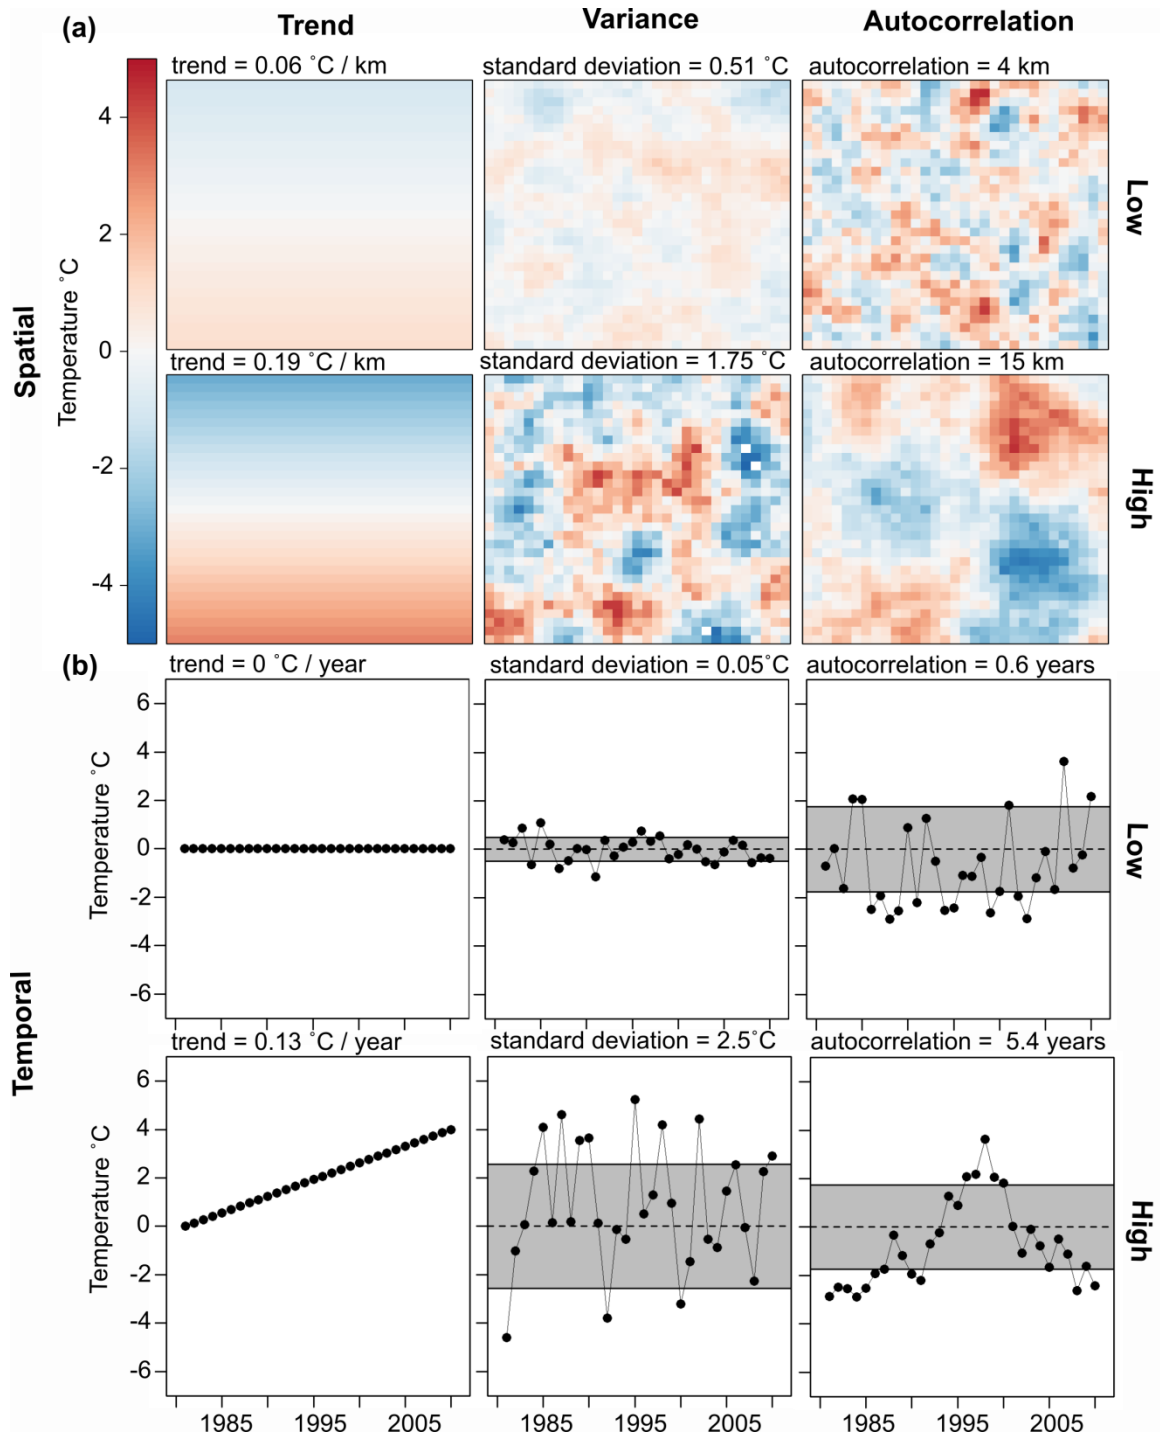 (a)
Trend
Variance
Autocorrelation
trend = 0.06 ˚C / km
standard deviation = 0.51 ˚C
autocorrelation = 4 km
4
2
0
-2
-4
Temperature ˚C
Spatial
Low
trend = 0.19 ˚C / km
standard deviation = 1.75 ˚C
autocorrelation = 15 km
High
(b)
trend = 0 ˚C / year
standard deviation = 0.05˚C
autocorrelation = 0.6 years
6
4
2
0
-2
-4
-6
Temperature ˚C
Low
Temporal
trend = 0.13 ˚C / year
standard deviation = 2.5˚C
autocorrelation = 5.4 years
6
4
2
0
-2
-4
-6
Temperature ˚C
High
1985 1995 2005
1985 1995 2005
1985 1995 2005